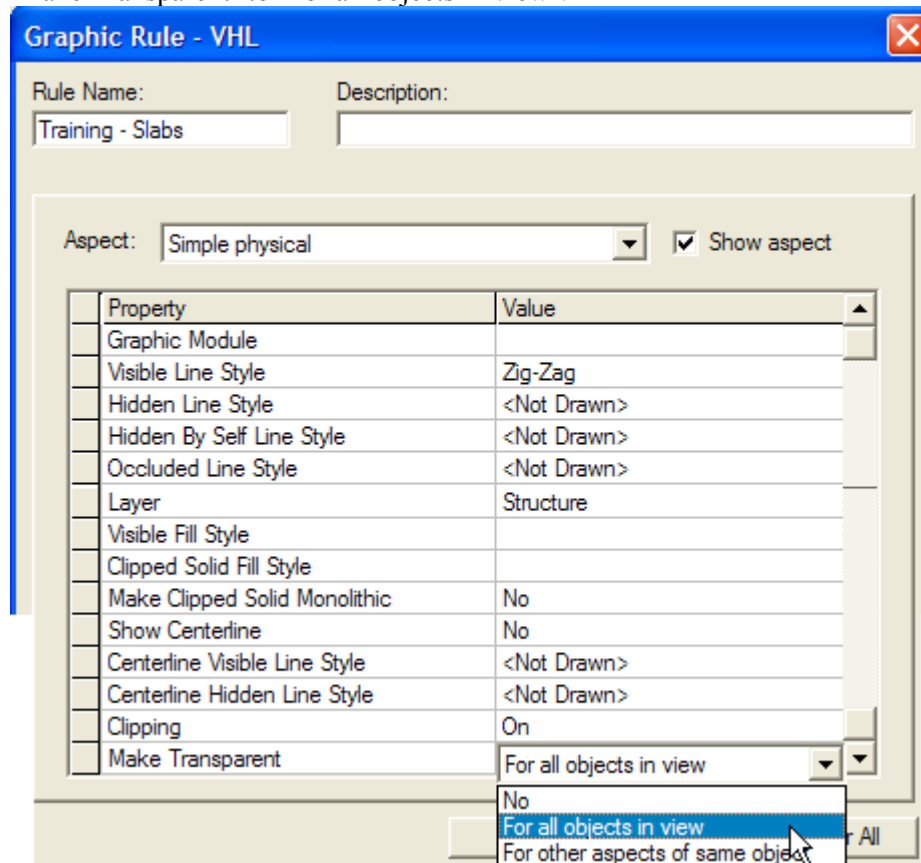 Graphic Rule - VHL
Rule Name: Description:
Training - Slabs
Aspect: Simple physical Show aspect
Property Value
Graphic Module
Visible Line Style Zig-Zag
Hidden Line Style <Not Drawn>
Hidden By Self Line Style <Not Drawn>
Occluded Line Style <Not Drawn>
Layer Structure
Visible Fill Style
Clipped Solid Fill Style
Make Clipped Solid Monolithic No
Show Centerline No
Centerline Visible Line Style <Not Drawn>
Centerline Hidden Line Style <Not Drawn>
Clipping On
Make Transparent For all objects in view
No
For all objects in view All
For other aspects of same object